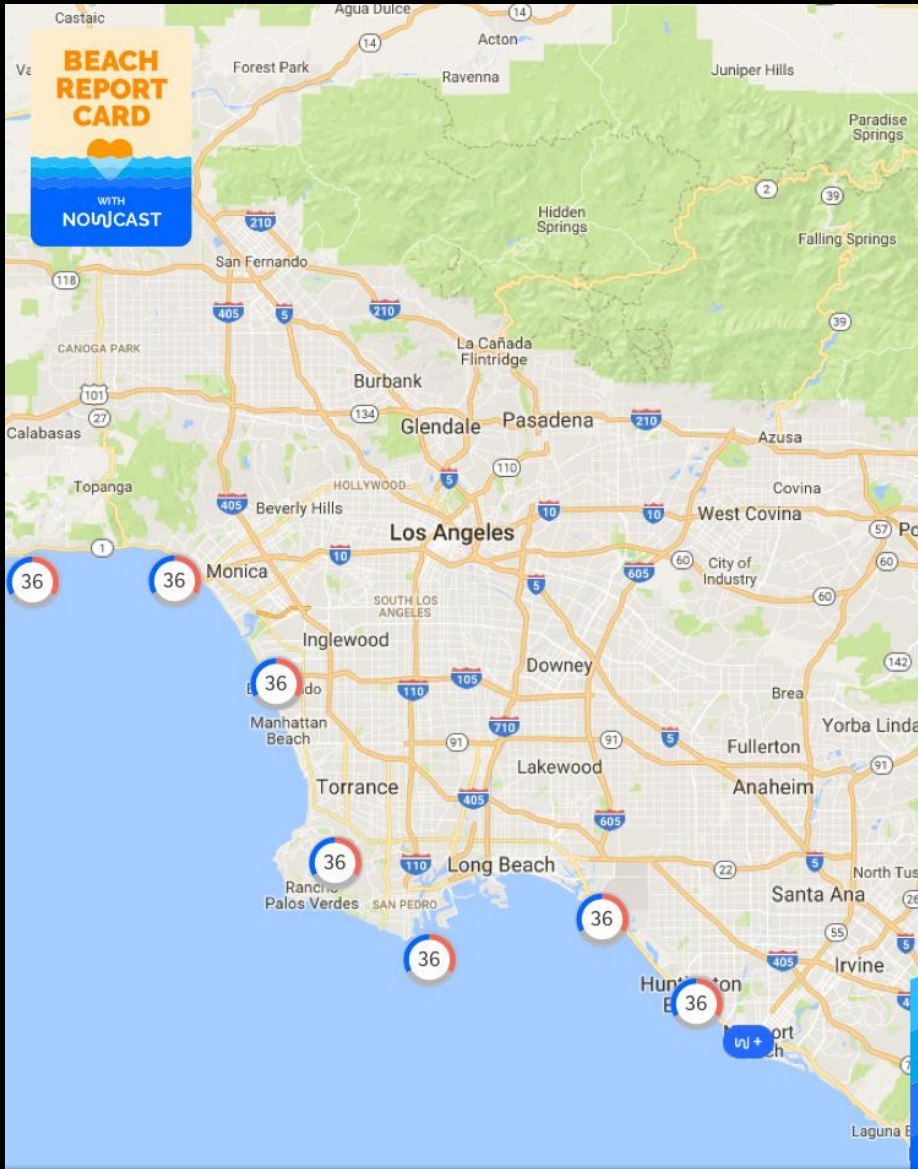 Castaic
Agua Dulce
14
14
Acton
BEACH
REPORT
CARD
WITH
NOWCAST
Forest Park
Ravenna
Juniper Hills
Paradise
Springs
2
39
Hidden
Springs
Falling Springs
210
San Fernando
118
405
5
210
39
CANOGA PARK
La Cañada
Flintridge
Burbank
101
134
27
Glendale
Pasadena
210
Calabasas
Azusa
110
5
Topanga
HOLLYWOOD
Covina
405
Beverly Hills
10
10
West Covina
57
Los Angeles
1
10
60
60
36
36
Monica
605
City of
Industry
5
SOUTH LOS
ANGELES
60
Inglewood
142
Downey
36
110
105
Brea
Manhattan
Beach
710
Yorba Linda
91
91
5
Fullerton
91
Lakewood
Torrance
Anaheim
405
605
36
110
Long Beach
22
5
North Tus
Rancho
Palos Verdes
SAN PEDRO
Santa Ana
36
55
5
36
405
Irvine
36
Laguna B